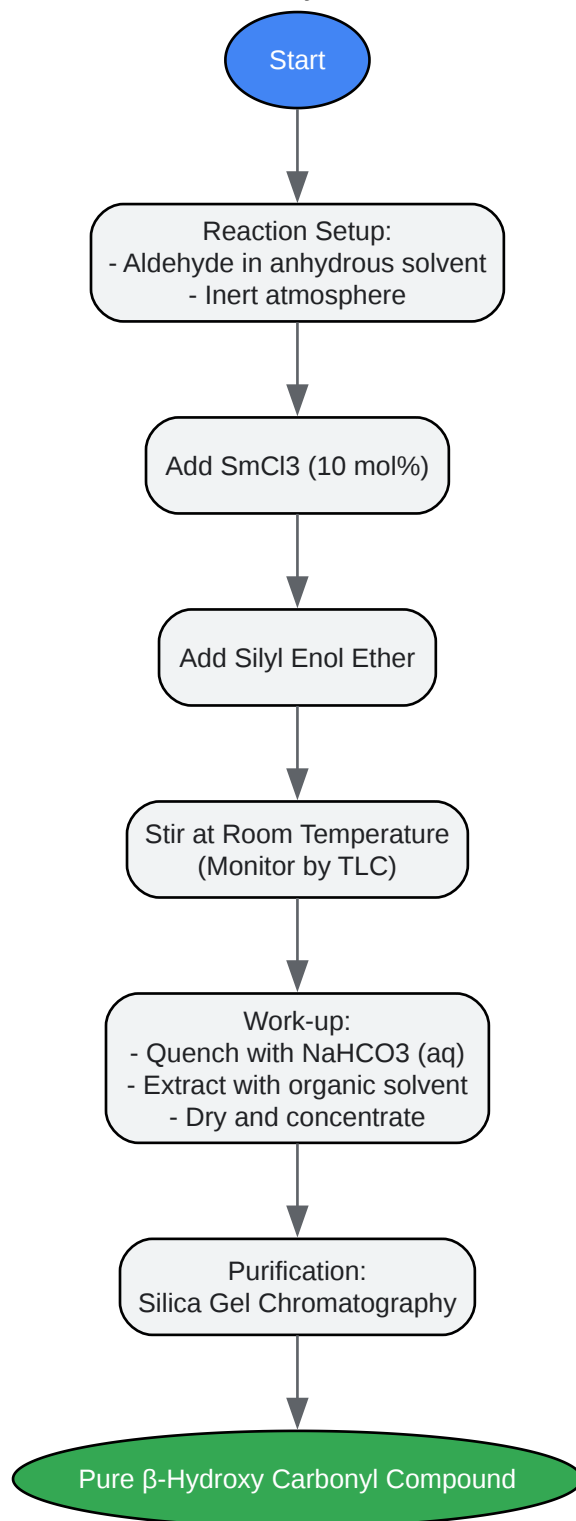 Start
Reaction Setup:
- Aldehyde in anhydrous solvent
- Inert atmosphere
Add SmCl3 (10 mol%)
Add Silyl Enol Ether
Stir at Room Temperature
(Monitor by TLC)
Work-up:
- Quench with NaHCO3 (aq)
- Extract with organic solvent
- Dry and concentrate
Purification:
Silica Gel Chromatography
Pure β-Hydroxy Carbonyl Compound